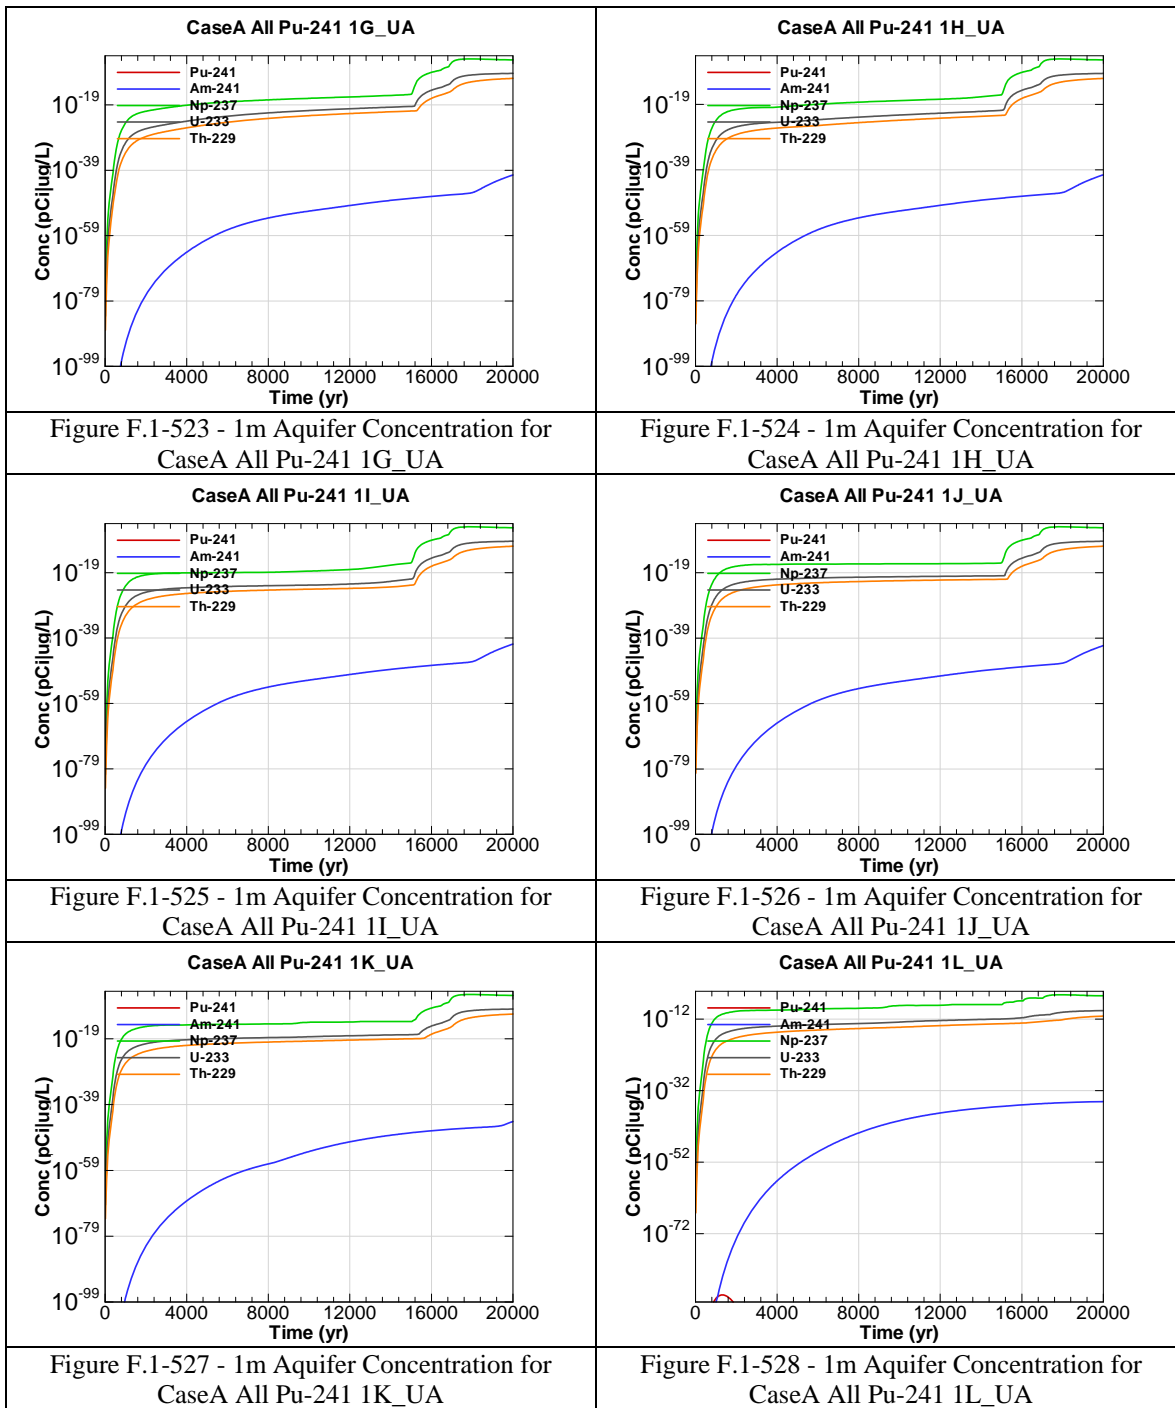 CaseA All Pu-241 1G_UA
Pu-241
Am-241
Np-237
U-233
Th-229
10-19
10-39
10-59
10-79
10-99
Conc (pCi|ug/L)
0 4000 8000 12000 16000 20000
Time (yr)
Figure F.1-523 - 1m Aquifer Concentration for
CaseA All Pu-241 1G_UA
CaseA All Pu-241 1H_UA
Pu-241
Am-241
Np-237
U-233
Th-229
10-19
10-39
10-59
10-79
10-99
Conc (pCi|ug/L)
0 4000 8000 12000 16000 20000
Time (yr)
Figure F.1-524 - 1m Aquifer Concentration for
CaseA All Pu-241 1H_UA
CaseA All Pu-241 1I_UA
Pu-241
Am-241
Np-237
U-233
Th-229
10-19
10-39
10-59
10-79
10-99
Conc (pCi|ug/L)
0 4000 8000 12000 16000 20000
Time (yr)
Figure F.1-525 - 1m Aquifer Concentration for
CaseA All Pu-241 1I_UA
CaseA All Pu-241 1J_UA
Pu-241
Am-241
Np-237
U-233
Th-229
10-19
10-39
10-59
10-79
10-99
Conc (pCi|ug/L)
0 4000 8000 12000 16000 20000
Time (yr)
Figure F.1-526 - 1m Aquifer Concentration for
CaseA All Pu-241 1J_UA
CaseA All Pu-241 1K_UA
Pu-241
Am-241
Np-237
U-233
Th-229
10-19
10-39
10-59
10-79
10-99
Conc (pCi|ug/L)
0 4000 8000 12000 16000 20000
Time (yr)
Figure F.1-527 - 1m Aquifer Concentration for
CaseA All Pu-241 1K_UA
CaseA All Pu-241 1L_UA
Pu-241
Am-241
Np-237
U-233
Th-229
10-12
10-32
10-52
10-72
Conc (pCi|ug/L)
0 4000 8000 12000 16000 20000
Time (yr)
Figure F.1-528 - 1m Aquifer Concentration for
CaseA All Pu-241 1L_UA